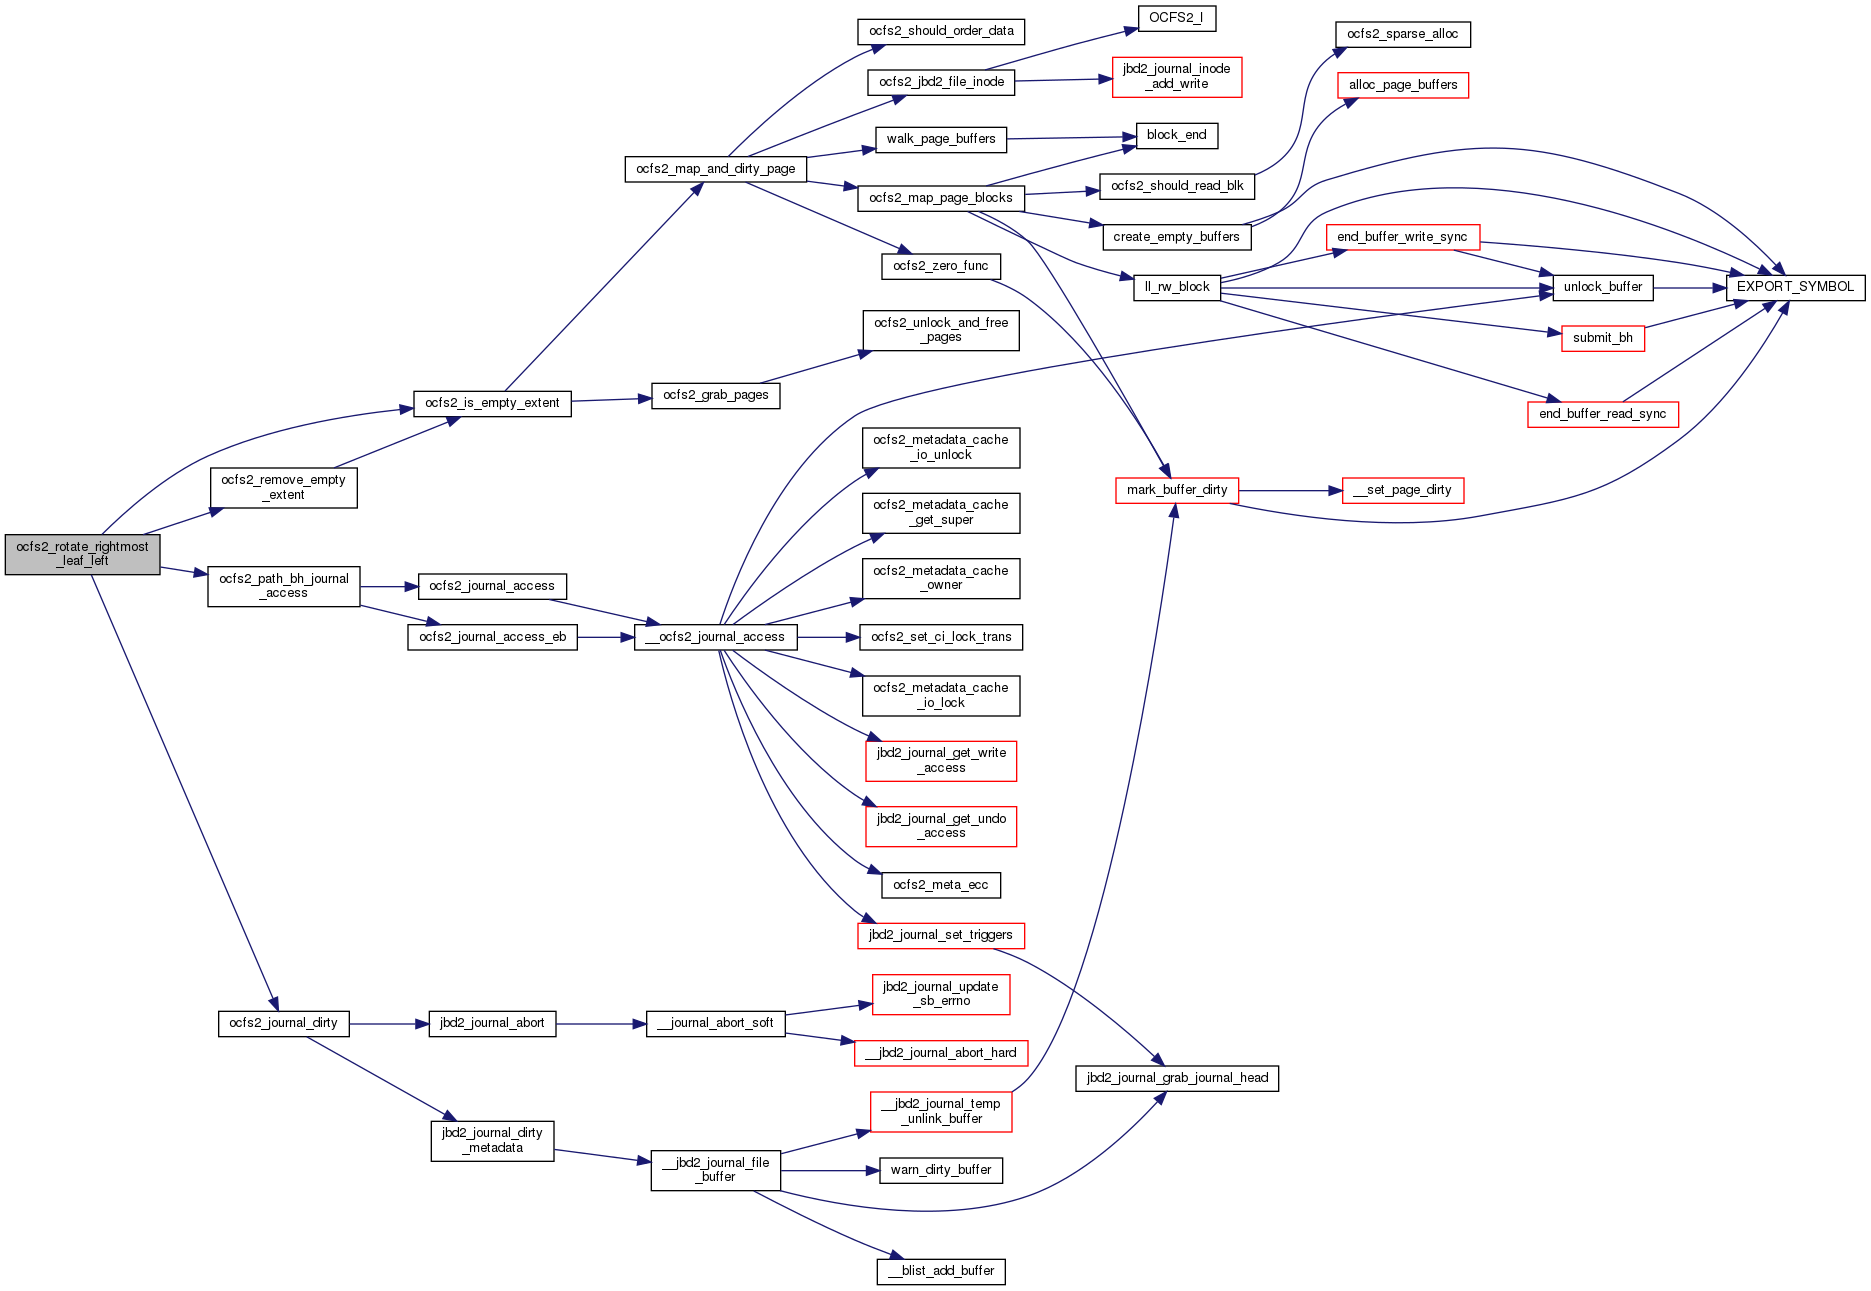 ocfs2_rotate_rightmost
_leaf_left
ocfs2_is_empty_extent
ocfs2_remove_empty
_extent
ocfs2_path_bh_journal
_access
ocfs2_journal_dirty
ocfs2_journal_access
ocfs2_journal_access_eb
jbd2_journal_abort
jbd2_journal_dirty
_metadata
ocfs2_map_and_dirty_page
ocfs2_grab_pages
__ocfs2_journal_access
__journal_abort_soft
__jbd2_journal_file
_buffer
ocfs2_should_order_data
ocfs2_jbd2_file_inode
walk_page_buffers
ocfs2_map_page_blocks
ocfs2_zero_func
ocfs2_unlock_and_free
_pages
ocfs2_metadata_cache
_io_unlock
ocfs2_metadata_cache
_get_super
ocfs2_metadata_cache
_owner
ocfs2_set_ci_lock_trans
ocfs2_metadata_cache
_io_lock
jbd2_journal_get_write
_access
jbd2_journal_get_undo
_access
ocfs2_meta_ecc
jbd2_journal_set_triggers
jbd2_journal_update
_sb_errno
__jbd2_journal_abort_hard
__jbd2_journal_temp
_unlink_buffer
warn_dirty_buffer
__blist_add_buffer
OCFS2_I
jbd2_journal_inode
_add_write
block_end
ocfs2_should_read_blk
create_empty_buffers
ll_rw_block
mark_buffer_dirty
jbd2_journal_grab_journal_head
ocfs2_sparse_alloc
alloc_page_buffers
end_buffer_write_sync
__set_page_dirty
unlock_buffer
submit_bh
end_buffer_read_sync
EXPORT_SYMBOL